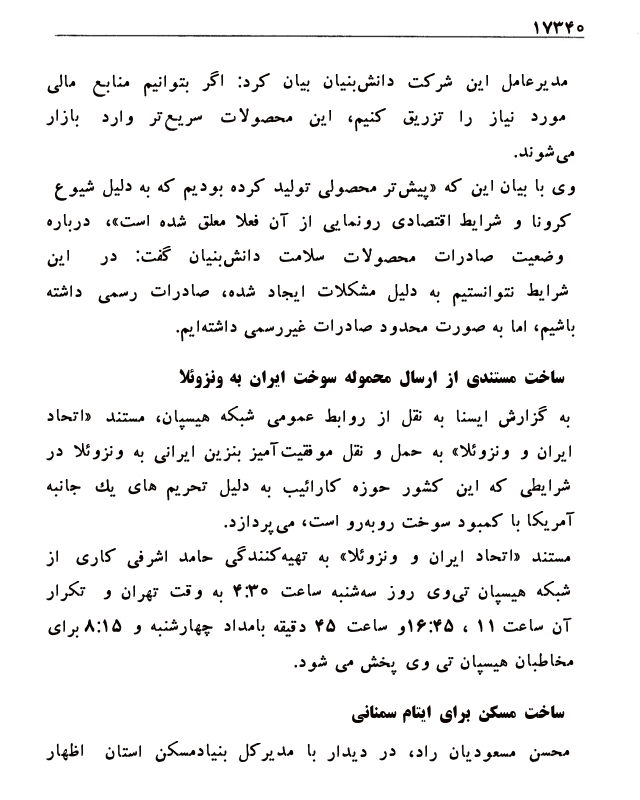 ۱۷۳۴۰
مدیرعامل این شرکت دانش‌بنیان بیان کرد: اگر بتوانیم منابع مالی
مورد نیاز را تزریق کنیم، این محصولات سریع‌تر وارد بازار
می‌شوند.
وی با بیان این که «پیش‌تر محصولی تولید کرده بودیم که به دلیل شیوع
کرونا و شرایط اقتصادی رونمایی از آن فعلا معلق شده است»، درباره
وضعیت صادرات محصولات سلامت دانش‌بنیان گفت: در این
شرایط نتوانستیم به دلیل مشکلات ایجاد شده، صادرات رسمی داشته
باشیم، اما به صورت محدود صادرات غیررسمی داشته‌ایم.
ساخت مستندی از ارسال محموله سوخت ایران به ونزوئلا
به گزارش ایسنا به نقل از روابط عمومی شبکه هیسپان، مستند «اتحاد
ایران و ونزوئلا» به حمل و نقل موفقیت‌آمیز بنزین ایرانی به ونزوئلا در
شرایطی که این کشور حوزه کارائیب به دلیل تحریم های یك جانبه
آمریکا با کمبود سوخت روبه‌رو است، می‌پردازد.
مستند «اتحاد ایران و ونزوئلا» به تهیه‌کنندگی حامد اشرفی کاری از
شبکه هیسپان تی‌وی روز سه‌شنبه ساعت ۴:۳۰ به وقت تهران و تکرار
آن ساعت ۱۱ ، ۱۶:۴۵و ساعت ۴۵ دقیقه بامداد چهارشنبه و ۸:۱۵ برای
مخاطبان هیسپان تی وی پخش می شود.
ساخت مسکن برای ایتام سمنانی
محسن مسعودیان راد، در دیدار با مدیرکل بنیادمسکن استان اظهار